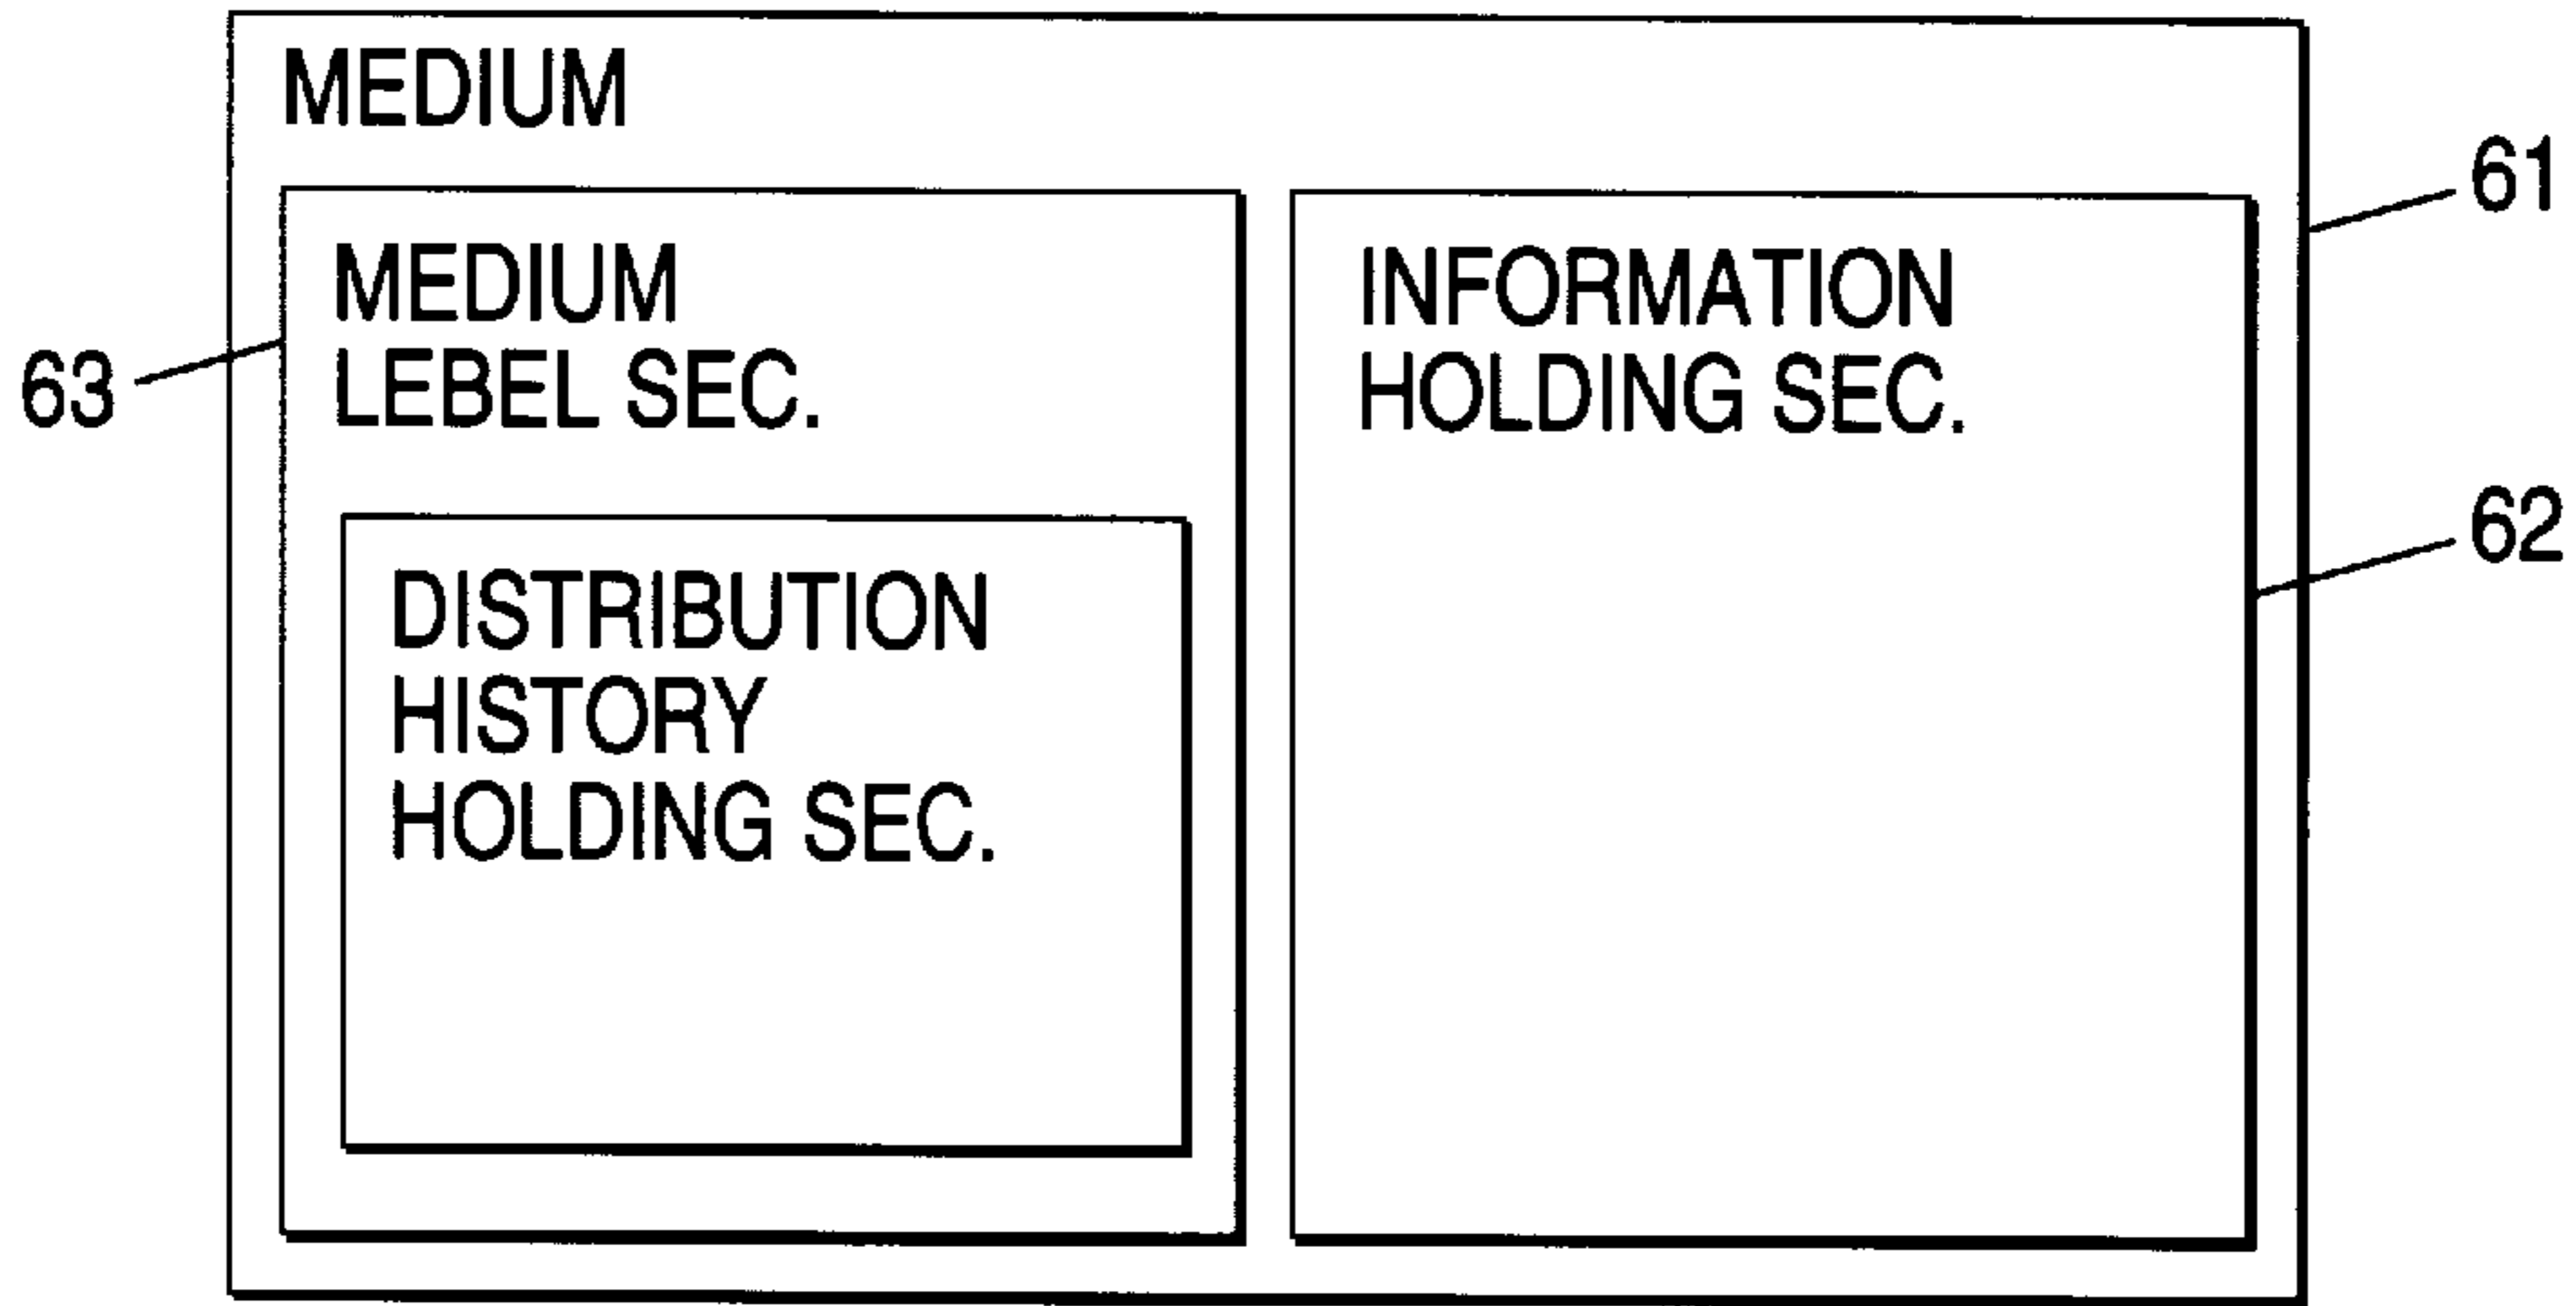 MEDIUM
61
MEDIUM
LEBEL SEC.
63
INFORMATION
HOLDING SEC.
62
DISTRIBUTION
HISTORY
HOLDING SEC.